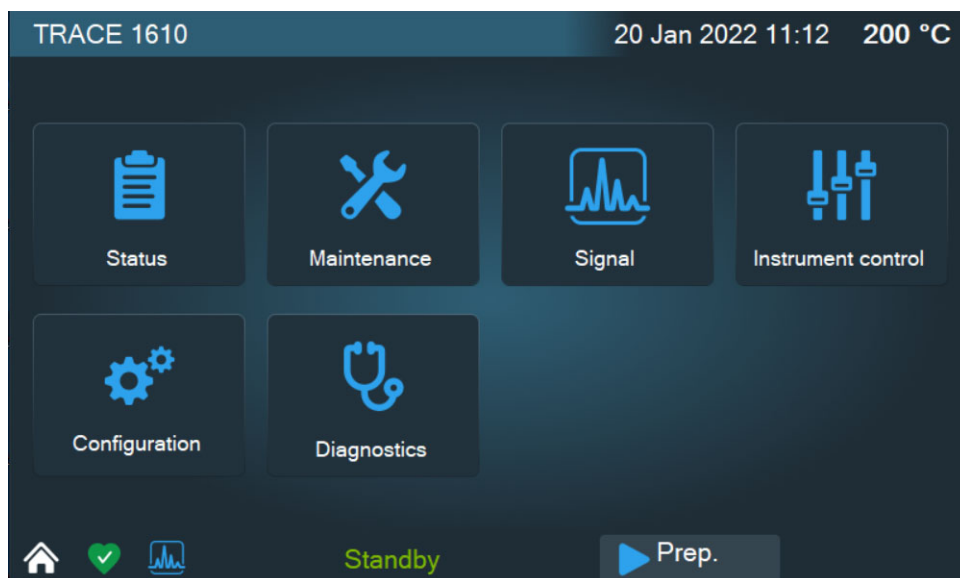 TRACE 1610 20 Jan 2022 11:12 200 °C
Status Maintenance Signal Instrument control
Configuration Diagnostics
Standby Prep.